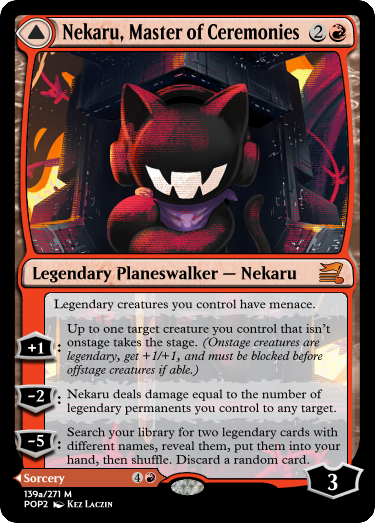 Nekaru, Master of Ceremonies 2
Legendary Planeswalker — Nekaru
Legendary creatures you control have menace.
+1: Up to one target creature you control that isn't
onstage takes the stage. (Onstage creatures are
legendary, get +1/+1, and must be blocked before
offstage creatures if able.)
-2: Nekaru deals damage equal to the number of
legendary permanents you control to any target.
-5: Search your library for two legendary cards with
different names, reveal them, put them into your
hand, then shuffle. Discard a random card.
Sorcery 4
3
139a/271 M
POP2 Kez Laczin